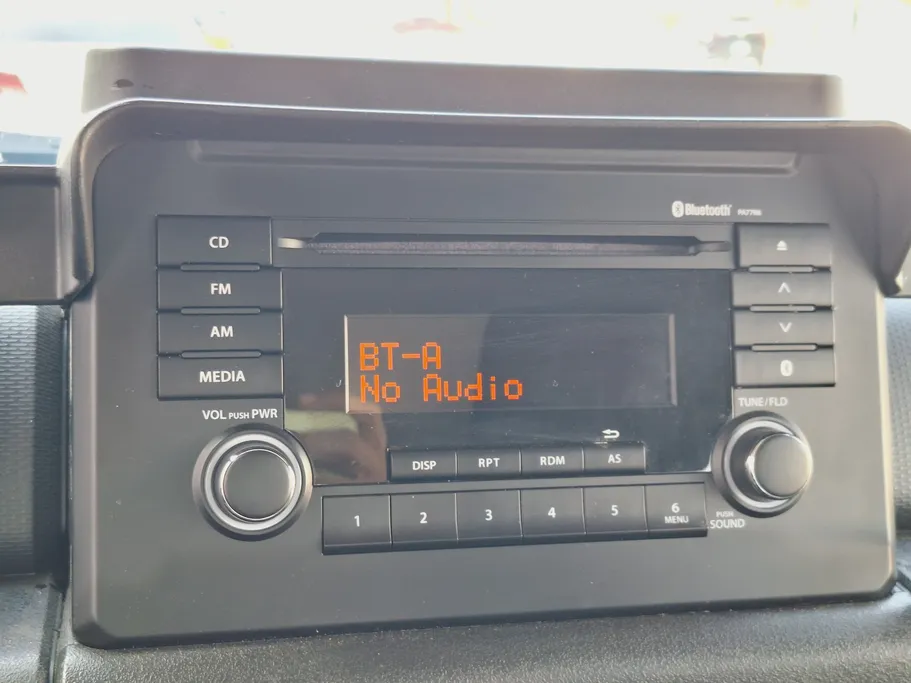 Bluetooth PA7796
CD
FM
AM
MEDIA
BT-A
No Audio
VOL PUSH PWR
TUNE/FLD
DISP RPT RDM AS
1 2 3 4 5 6
MENU
PUSH
SOUND